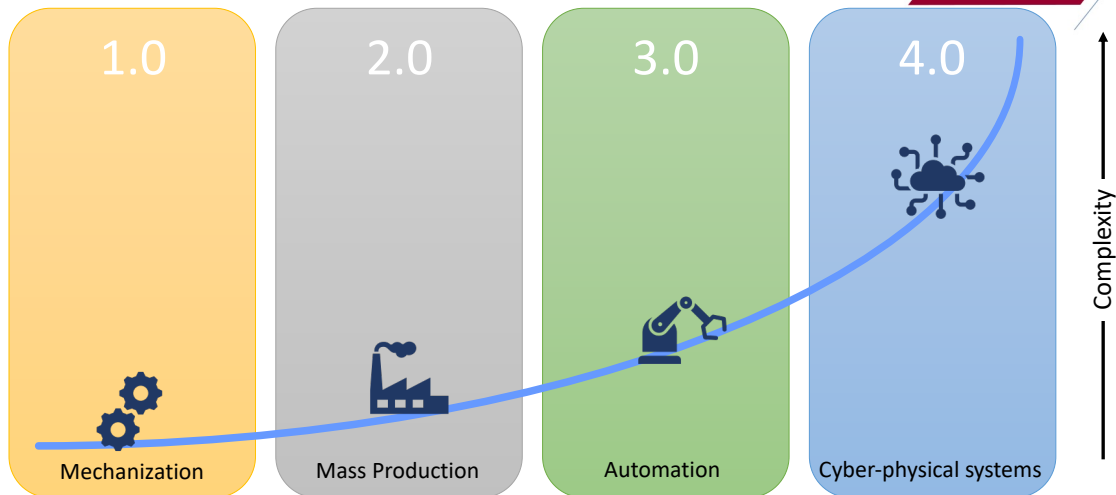 1.0
2.0
3.0
4.0
Complexity
Mechanization
Mass Production
Automation
Cyber-physical systems